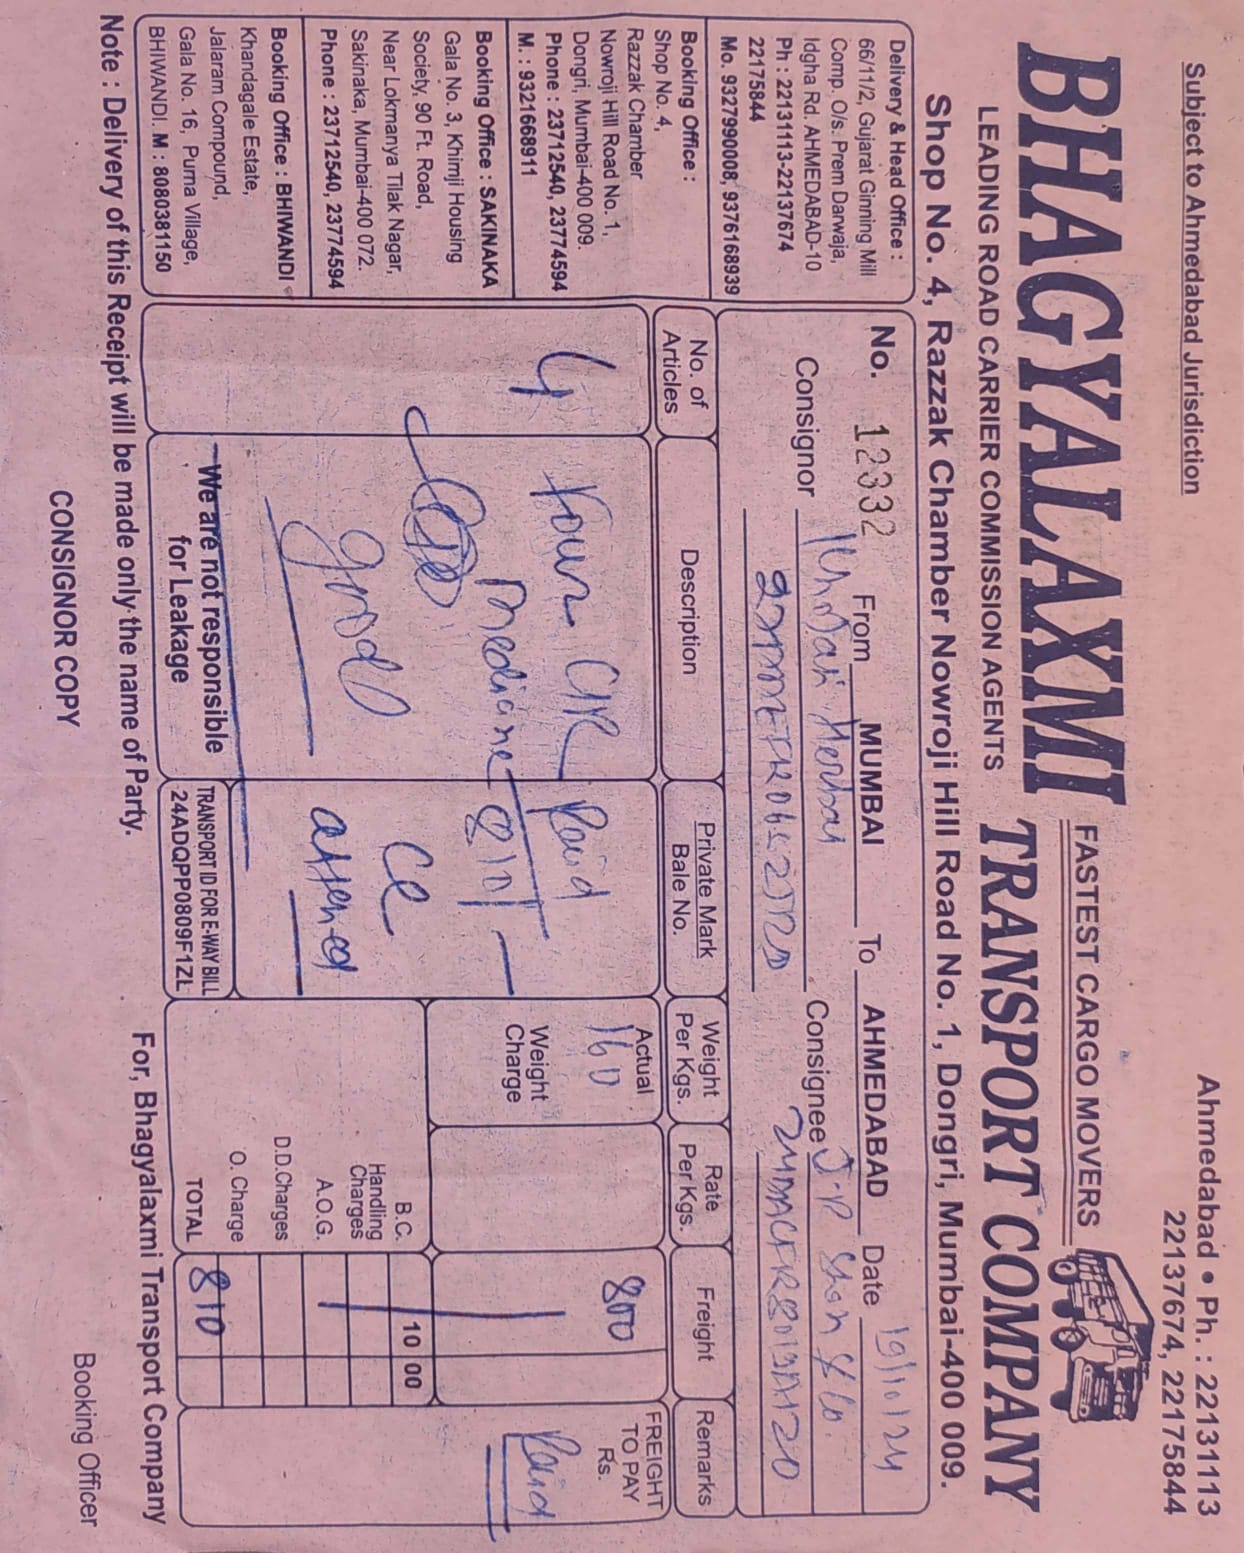 Subject to Ahmedabad Jurisdiction
Ahmedabad • Ph. : 22131113
22137674, 22175844
FASTEST CARGO MOVERS
BHAGYALAXMI TRANSPORT COMPANY
LEADING ROAD CARRIER COMMISSION AGENTS
Shop No. 4, Razzak Chamber Nowroji Hill Road No. 1, Dongri, Mumbai-400 009.
Delivery & Head Office :
66/11/2, Gujarat Ginning Mill
Comp. O/s. Prem Darwaja,
Idgha Rd. AHMEDABAD-10
Ph : 22131113-22137674
22175844
Mo. 9327990008, 9376168939
Booking Office :
Shop No. 4,
Razzak Chamber
Nowroji Hill Road No. 1,
Dongri, Mumbai-400 009.
Phone : 23712540, 23774594
M. : 9321668911
Booking Office : SAKINAKA
Gala No. 3, Khimji Housing
Society, 90 Ft. Road,
Near Lokmanya Tilak Nagar,
Sakinaka, Mumbai-400 072.
Phone : 23712540, 23774594
Booking Office : BHIWANDI
Khandagale Estate,
Jalaram Compound,
Gala No. 16, Purna Village,
BHIWANDI. M : 8080381150
No. 12332 From MUMBAI To AHMEDABAD Date 19/10/24
Consignor Herbal Consignee J.P. Shah & Co.
No. of Articles
Description
Private Mark
Bale No.
Weight Per Kgs.
Rate Per Kgs.
Freight
Remarks
4
Four
Medicine
good
We are not responsible
for Leakage
Paid
810/
CC
attened
TRANSPORT ID FOR E-WAY BILL
24ADQPP0809F1ZL
Actual
160
Weight
Charge
800
B.C. 10 00
Handling
Charges
A.O.G.
D.D.Charges
O. Charge
TOTAL 810
FREIGHT
TO PAY
Rs.
Paid
Note : Delivery of this Receipt will be made only the name of Party.
For, Bhagyalaxmi Transport Company
CONSIGNOR COPY
Booking Officer